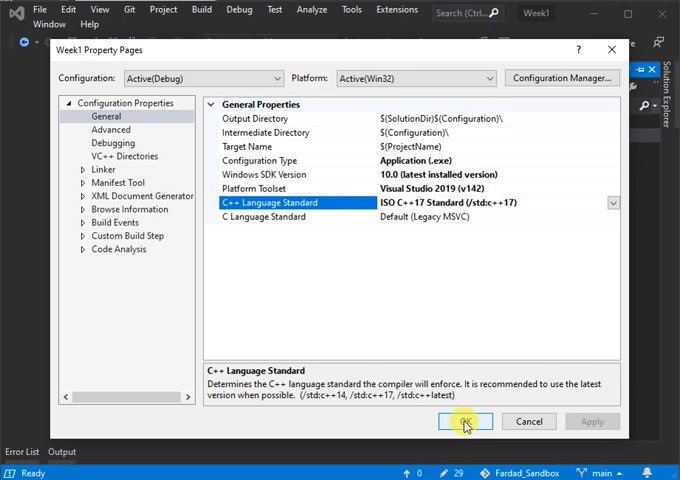 File Edit View Git Project Build Debug Test Analyze Tools Extensions Search (Ctrl+Q) Week1
Window Help
Week1 Property Pages ?
Configuration: Active(Debug) Platform: Active(Win32) Configuration Manager...
Configuration Properties
General
Advanced
Debugging
VC++ Directories
Linker
Manifest Tool
XML Document Generator
Browse Information
Build Events
Custom Build Step
Code Analysis
General Properties
Output Directory $(SolutionDir)$(Configuration)\
Intermediate Directory $(Configuration)\
Target Name $(ProjectName)
Configuration Type Application (.exe)
Windows SDK Version 10.0 (latest installed version)
Platform Toolset Visual Studio 2019 (v142)
C++ Language Standard ISO C++17 Standard (/std:c++17)
C Language Standard Default (Legacy MSVC)
C++ Language Standard
Determines the C++ language standard the compiler will enforce. It is recommended to use the latest
version when possible. (/std:c++14, /std:c++17, /std:c++latest)
OK Cancel Apply
Solution Explorer
Error List Output
Ready 0 29 Fardad_Sandbox main